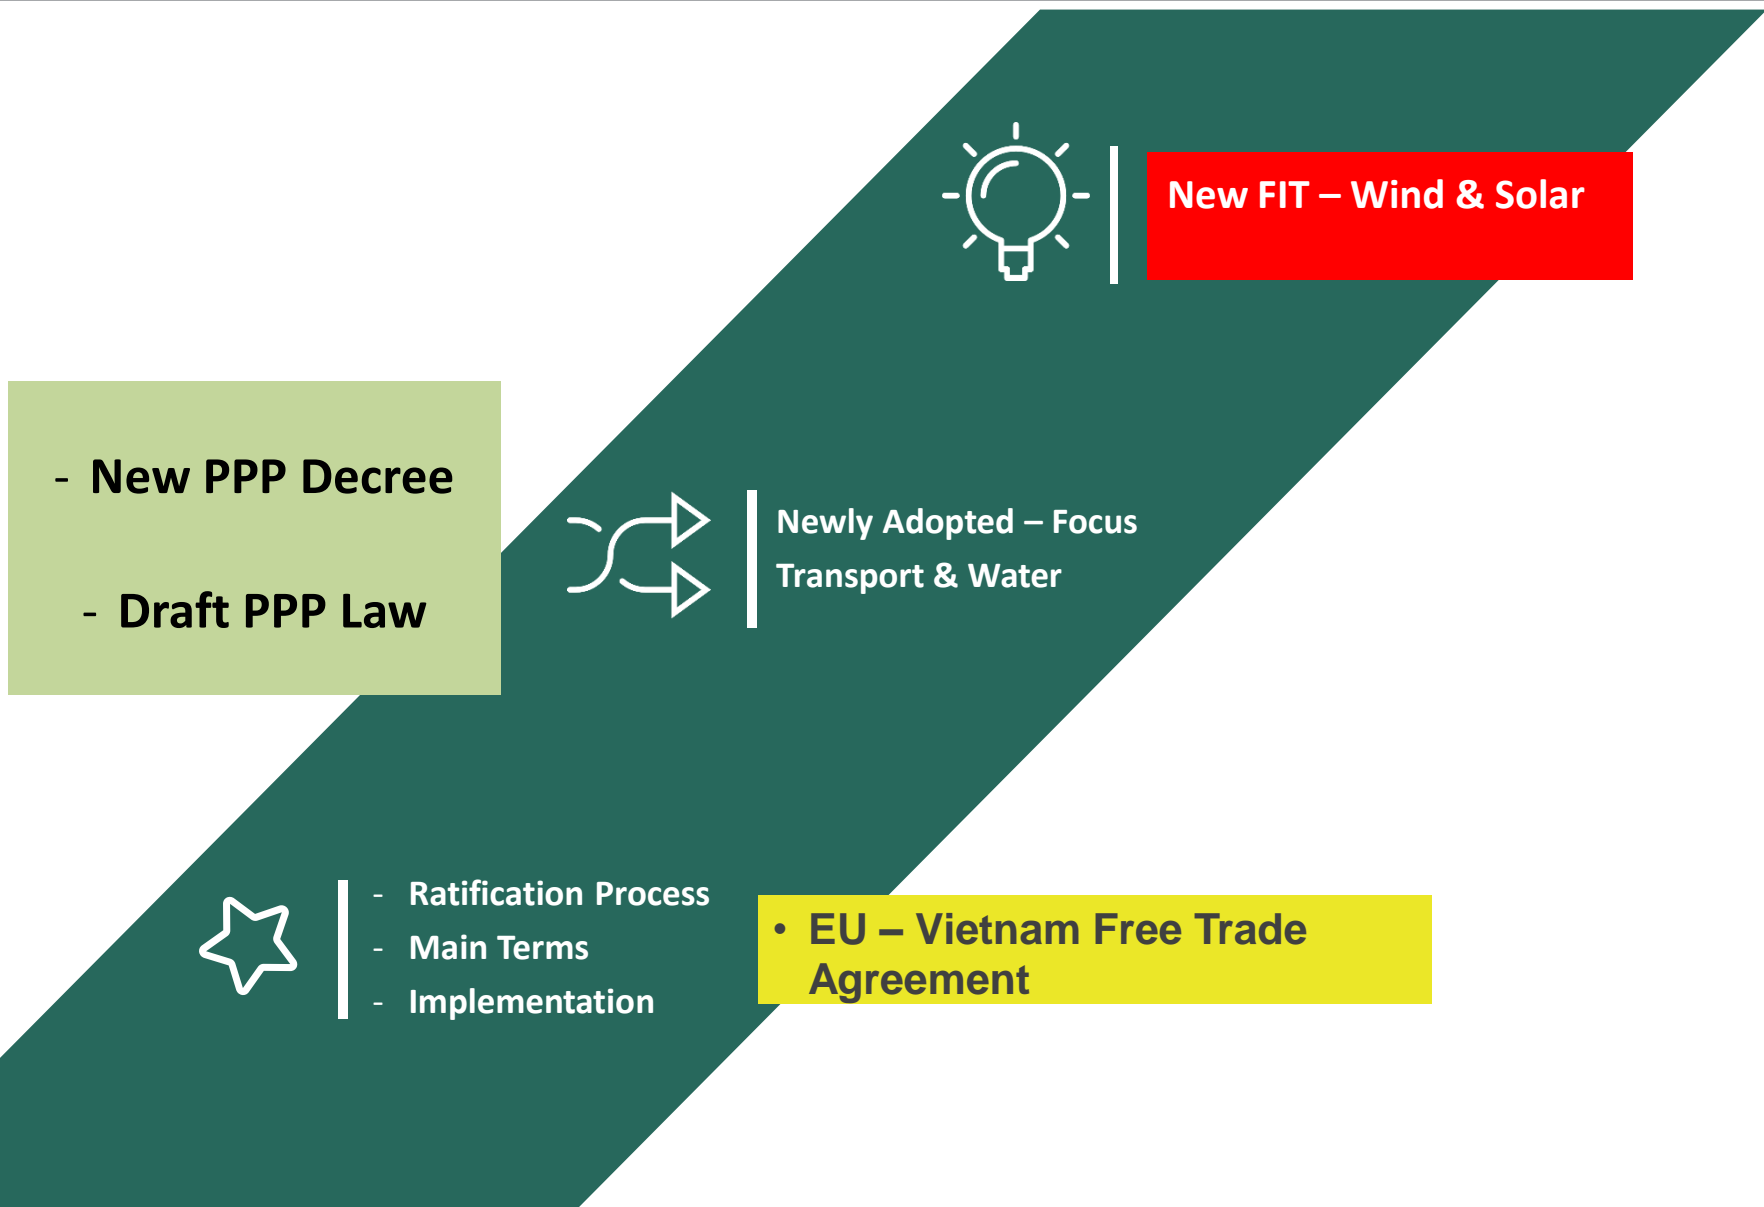 New FIT – Wind & Solar
- New PPP Decree
- Draft PPP Law
Newly Adopted – Focus
Transport & Water
- Ratification Process
- Main Terms
- Implementation
• EU – Vietnam Free Trade
Agreement